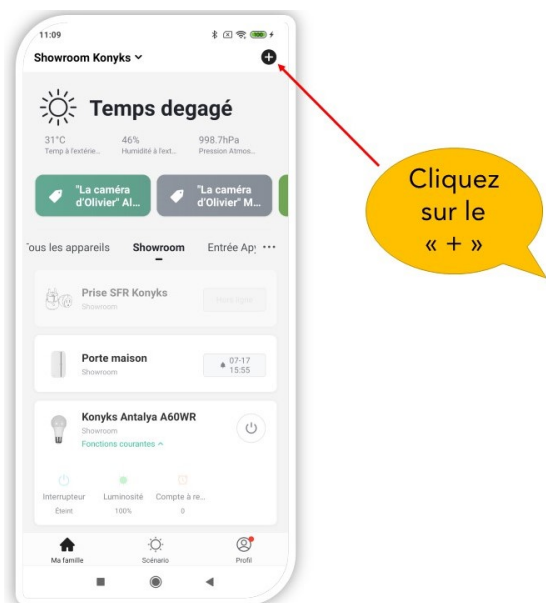 11:09
100
Showroom Konyks
Temps degagé
31°C 46% 998.7hPa
Temp à l'extérie... Humidité à l'ext... Pression Atmos...
"La caméra
d'Olivier" Al...
"La caméra
d'Olivier" M...
ous les appareils Showroom Entrée Ap
Prise SFR Konyks
Showroom
Porte maison
Showroom
07-17
15:55
Konyks Antalya A60WR
Showroom
Fonctions courantes
Interrupteur Luminosité Compte à re...
Éteint 100% 0
Ma famille Scénario Profil
Cliquez
sur le
« + »